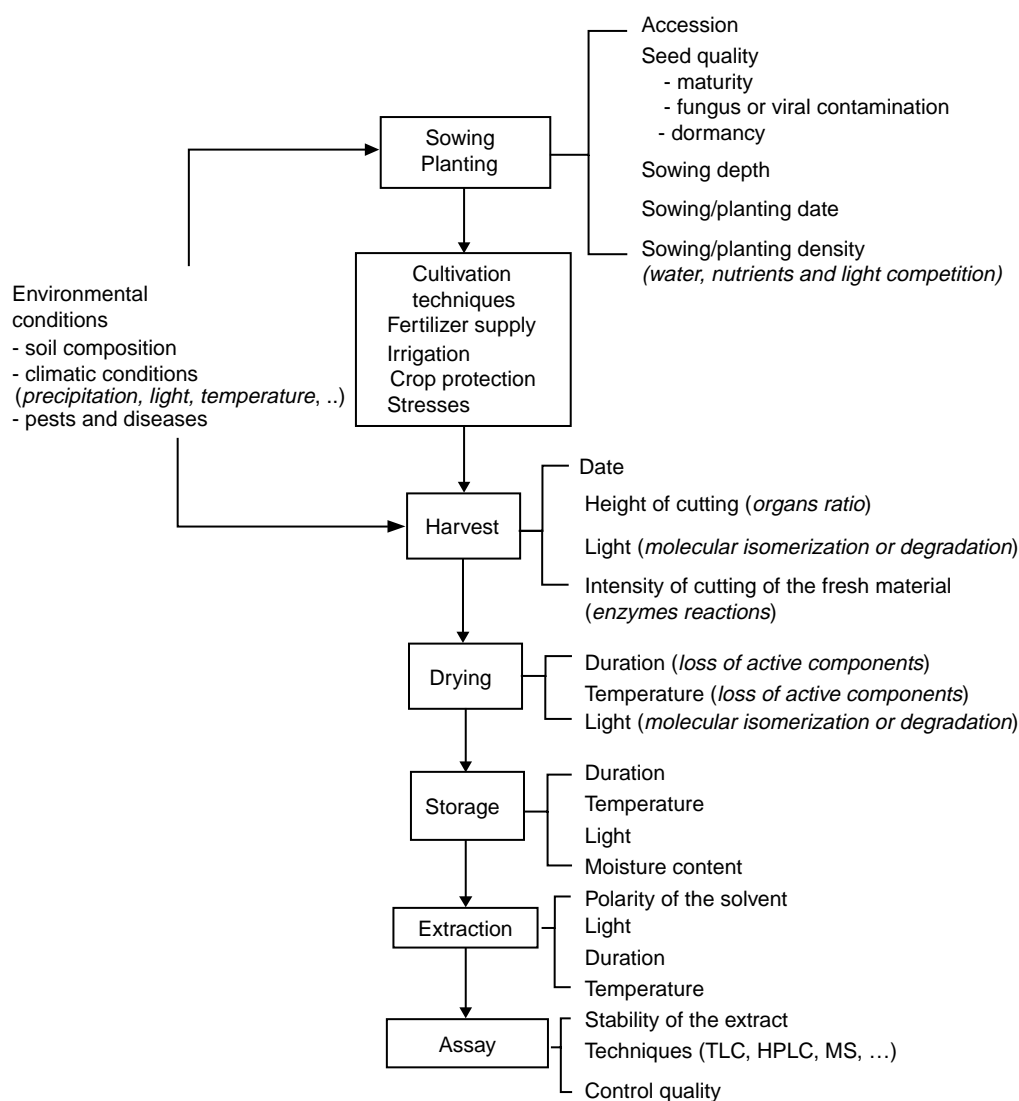 Accession
Seed quality
- maturity
- fungus or viral contamination
- dormancy
Sowing depth
Sowing/planting date
Sowing/planting density
(water, nutrients and light competition)
Sowing
Planting
Cultivation
techniques
Fertilizer supply
Irrigation
Crop protection
Stresses
Environmental
conditions
- soil composition
- climatic conditions
(precipitation, light, temperature, ..)
- pests and diseases
Harvest
Date
Height of cutting (organs ratio)
Light (molecular isomerization or degradation)
Intensity of cutting of the fresh material
(enzymes reactions)
Drying
Duration (loss of active components)
Temperature (loss of active components)
Light (molecular isomerization or degradation)
Storage
Duration
Temperature
Light
Moisture content
Extraction
Polarity of the solvent
Light
Duration
Temperature
Assay
Stability of the extract
Techniques (TLC, HPLC, MS, …)
Control quality